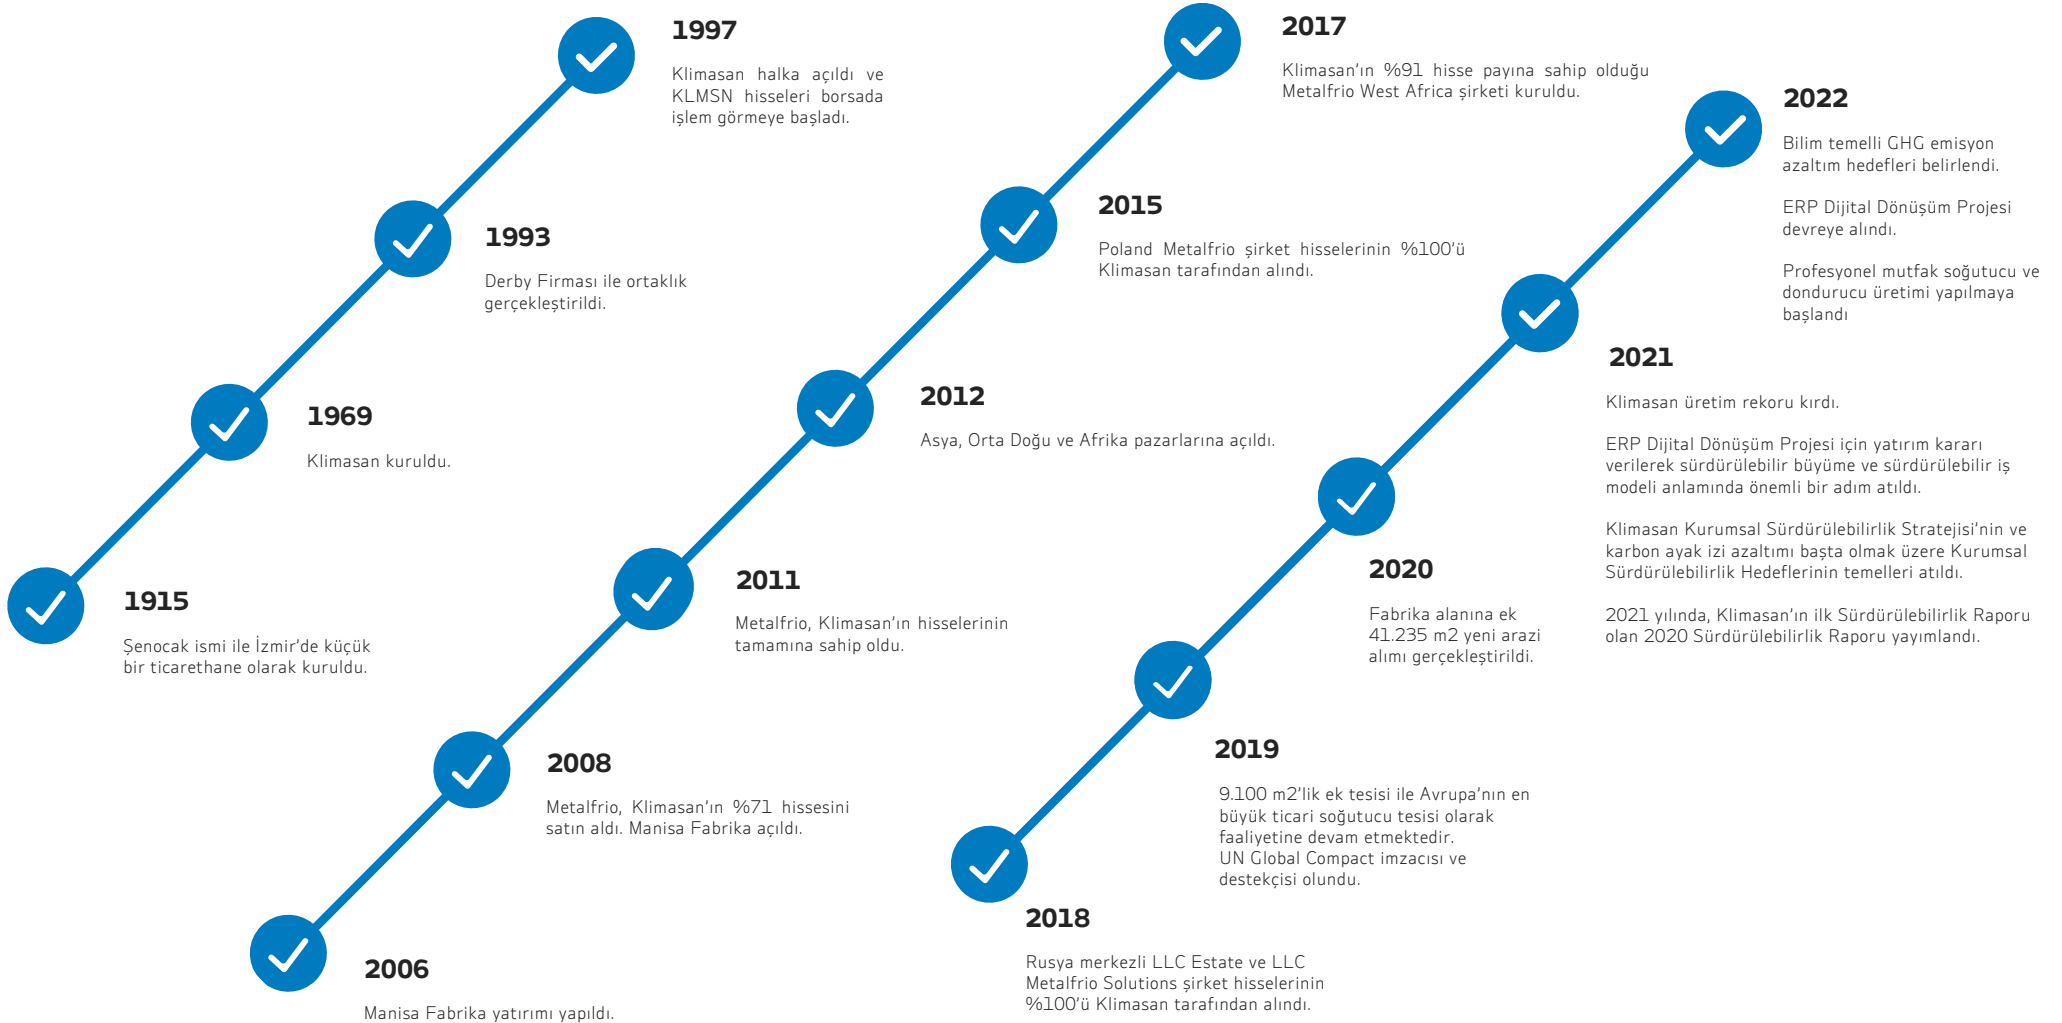 1915
Şenocak ismi ile İzmir’de küçük
bir ticarethane olarak kuruldu.
1969
Klimasan kuruldu.
1993
Derby Firması ile ortaklık
gerçekleştirildi.
1997
Klimasan halka açıldı ve
KLMSN hisseleri borsada
işlem görmeye başladı.
2006
Manisa Fabrika yatırımı yapıldı.
2008
Metalfrio, Klimasan’ın %71 hissesini
satın aldı. Manisa Fabrika açıldı.
2011
Metalfrio, Klimasan’ın hisselerinin
tamamına sahip oldu.
2012
Asya, Orta Doğu ve Afrika pazarlarına açıldı.
2015
Poland Metalfrio şirket hisselerinin %100’ü
Klimasan tarafından alındı.
2017
Klimasan’ın %91 hisse payına sahip olduğu
Metalfrio West Africa şirketi kuruldu.
2018
Rusya merkezli LLC Estate ve LLC
Metalfrio Solutions şirket hisselerinin
%100’ü Klimasan tarafından alındı.
2019
9.100 m2’lik ek tesisi ile Avrupa’nın en
büyük ticari soğutucu tesisi olarak
faaliyetine devam etmektedir.
UN Global Compact imzacısı ve
destekçisi olundu.
2020
Fabrika alanına ek
41.235 m2 yeni arazi
alımı gerçekleştirildi.
2021
Klimasan üretim rekoru kırdı.
ERP Dijital Dönüşüm Projesi için yatırım kararı
verilerek sürdürülebilir büyüme ve sürdürülebilir iş
modeli anlamında önemli bir adım atıldı.
Klimasan Kurumsal Sürdürülebilirlik Stratejisi’nin ve
karbon ayak izi azaltımı başta olmak üzere Kurumsal
Sürdürülebilirlik Hedeflerinin temelleri atıldı.
2021 yılında, Klimasan’ın ilk Sürdürülebilirlik Raporu
olan 2020 Sürdürülebilirlik Raporu yayımlandı.
2022
Bilim temelli GHG emisyon
azaltım hedefleri belirlendi.
ERP Dijital Dönüşüm Projesi
devreye alındı.
Profesyonel mutfak soğutucu ve
dondurucu üretimi yapılmaya
başlandı